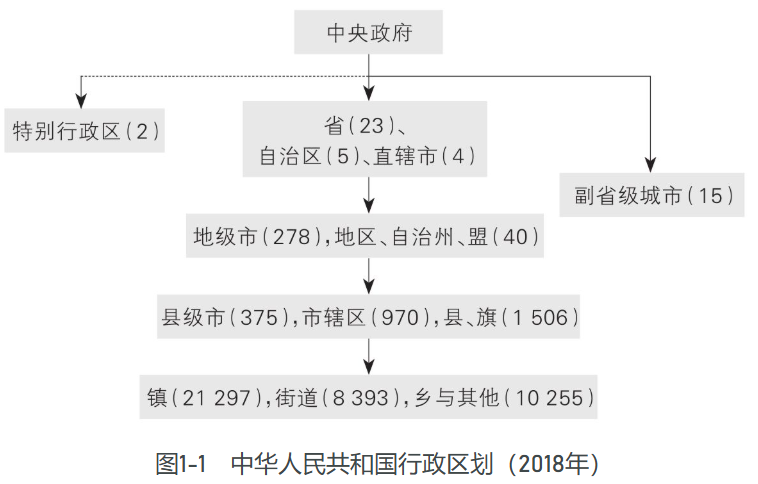 中央政府
特别行政区(2)
省(23)、
自治区(5)、直辖市(4)
副省级城市(15)
地级市(278),地区、自治州、盟(40)
县级市(375),市辖区(970),县、旗(1 506)
镇(21 297),街道(8 393),乡与其他(10 255)
图1-1 中华人民共和国行政区划（2018年）